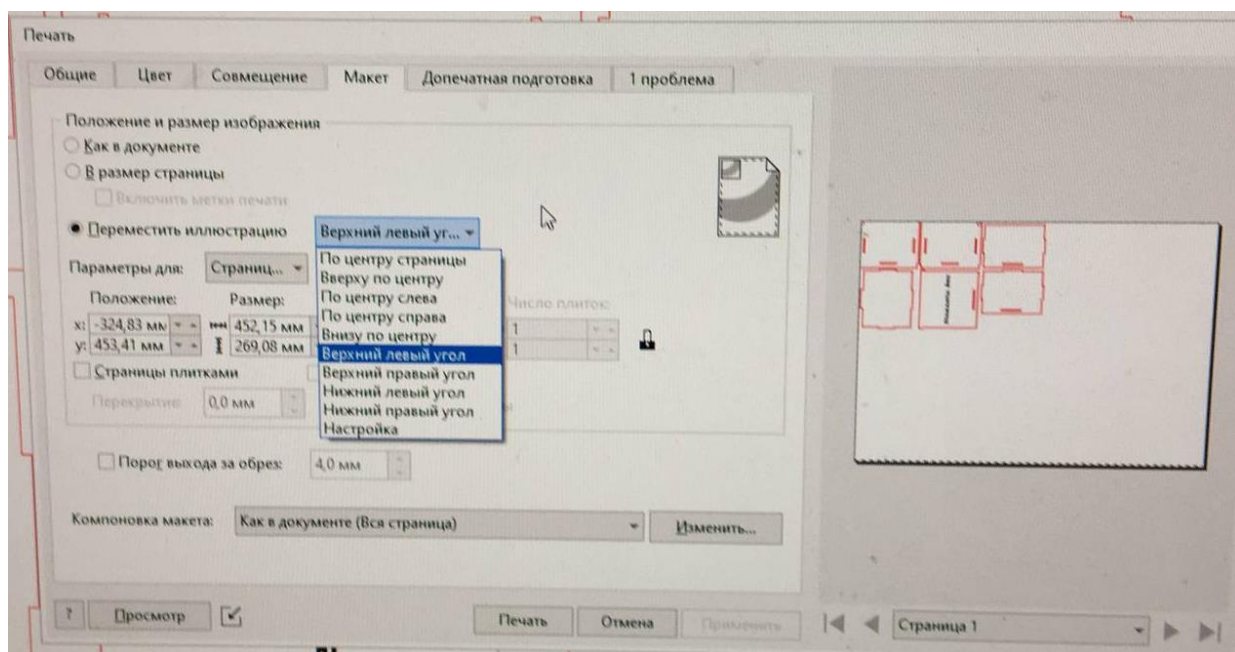 Печать
Общие Цвет Совмещение Макет Допечатная подготовка 1 проблема
Положение и размер изображения
Как в документе
В размер страницы
Включить метки печати
Переместить иллюстрацию Верхний левый уг...
По центру страницы
Вверху по центру
По центру слева
По центру справа
Внизу по центру
Верхний левый угол
Верхний правый угол
Нижний левый угол
Нижний правый угол
Настройка
Параметры для: Страниц...
Положение: Размер: Число плиток:
x: -324,83 мм 452,15 мм 1
y: 453,41 мм 269,08 мм 1
Страницы плитками
Перекрытие: 0,0 мм
Порог выхода за обрез: 4,0 мм
Компоновка макета: Как в документе (Вся страница) Изменить...
? Просмотр Печать Отмена Применить Страница 1